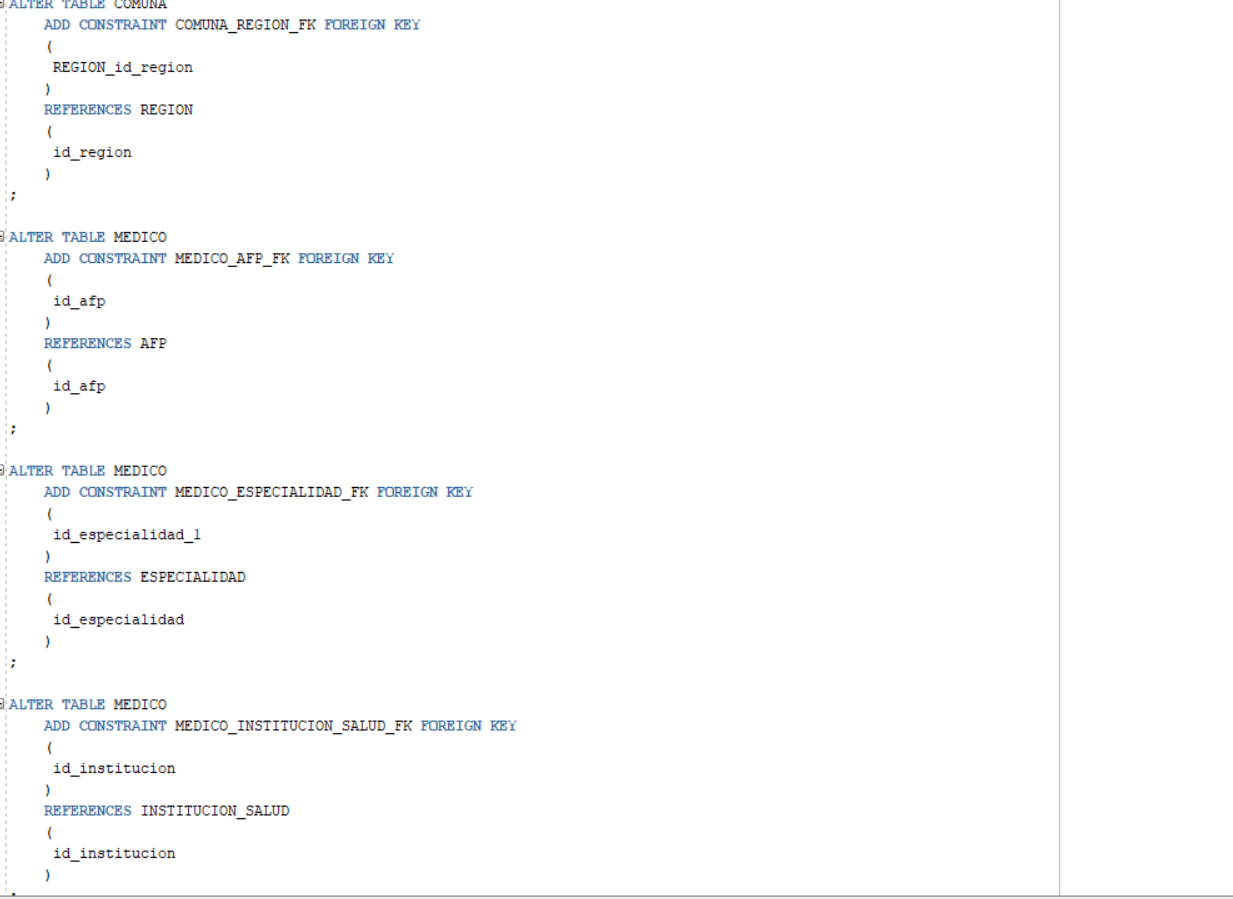 ALTER TABLE COMUNA
ADD CONSTRAINT COMUNA_REGION_FK FOREIGN KEY
(
REGION_id_region
)
REFERENCES REGION
(
id_region
)
;
ALTER TABLE MEDICO
ADD CONSTRAINT MEDICO_AFP_FK FOREIGN KEY
(
id_afp
)
REFERENCES AFP
(
id_afp
)
;
ALTER TABLE MEDICO
ADD CONSTRAINT MEDICO_ESPECIALIDAD_FK FOREIGN KEY
(
id_especialidad_1
)
REFERENCES ESPECIALIDAD
(
id_especialidad
)
;
ALTER TABLE MEDICO
ADD CONSTRAINT MEDICO_INSTITUCION_SALUD_FK FOREIGN KEY
(
id_institucion
)
REFERENCES INSTITUCION_SALUD
(
id_institucion
)